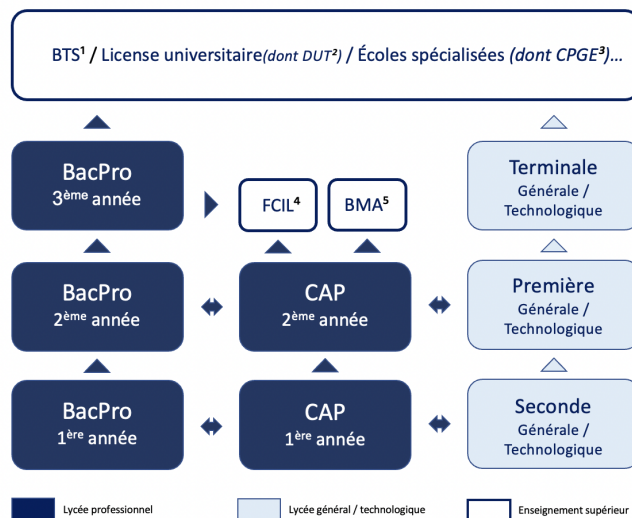 BTS¹ / License universitaire(dont DUT²) / Écoles spécialisées (dont CPGE³)...
BacPro
3ème année
FCIL⁴
BMA⁵
Terminale
Générale /
Technologique
BacPro
2ème année
CAP
2ème année
Première
Générale /
Technologique
BacPro
1ère année
CAP
1ère année
Seconde
Générale /
Technologique
Lycée professionnel
Lycée général / technologique
Enseignement supérieur